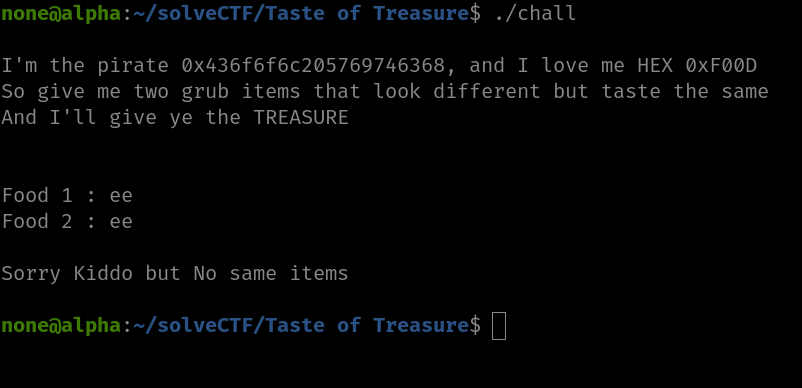 none@alpha:~/solveCTF/Taste of Treasure$ ./chall
I'm the pirate 0x436f6f6c205769746368, and I love me HEX 0xF00D
So give me two grub items that look different but taste the same
And I'll give ye the TREASURE
Food 1 : ee
Food 2 : ee
Sorry Kiddo but No same items
none@alpha:~/solveCTF/Taste of Treasure$